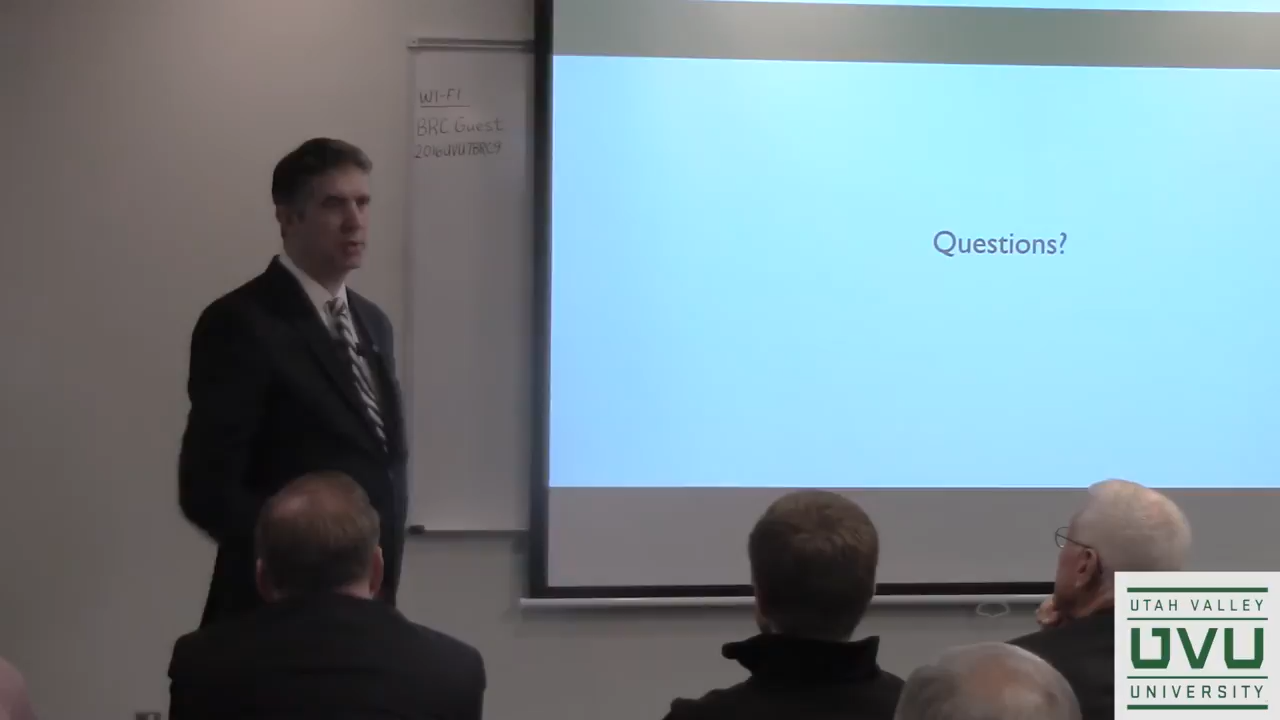 WI-FI
BRC Guest
Questions?
UTAH VALLEY
UVU
UNIVERSITY